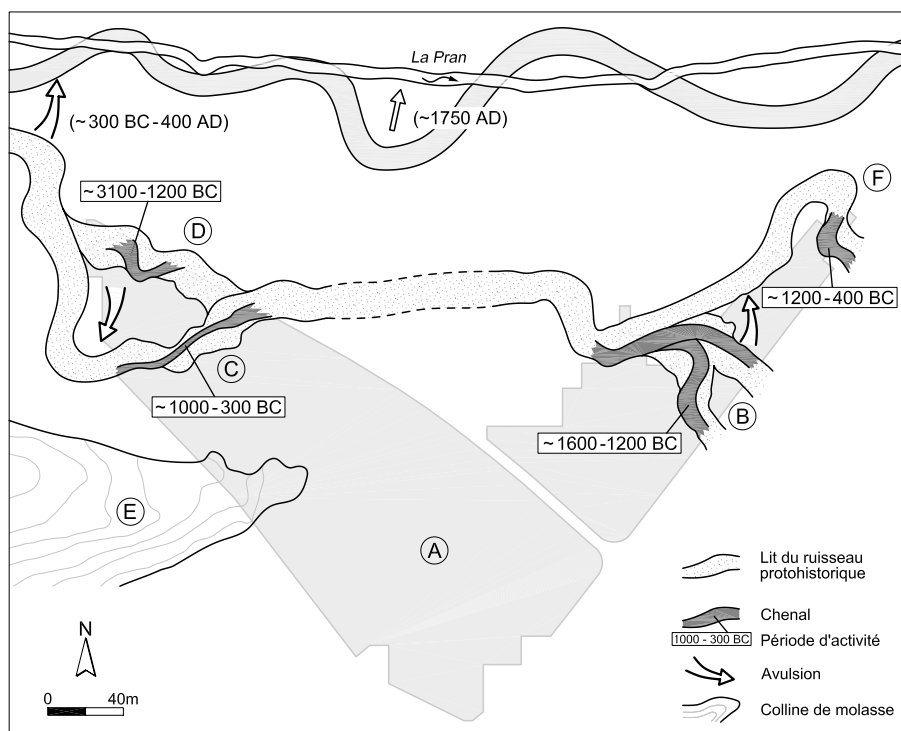 La Pran
(~300 BC-400 AD)
(~1750 AD)
F
~3100-1200 BC
D
~1200-400 BC
C
~1000-300 BC
B
~1600-1200 BC
E
A
Lit du ruisseau
protohistorique
Chenal
1000 - 300 BC
Période d'activité
Avulsion
Colline de molasse
N
0 40m